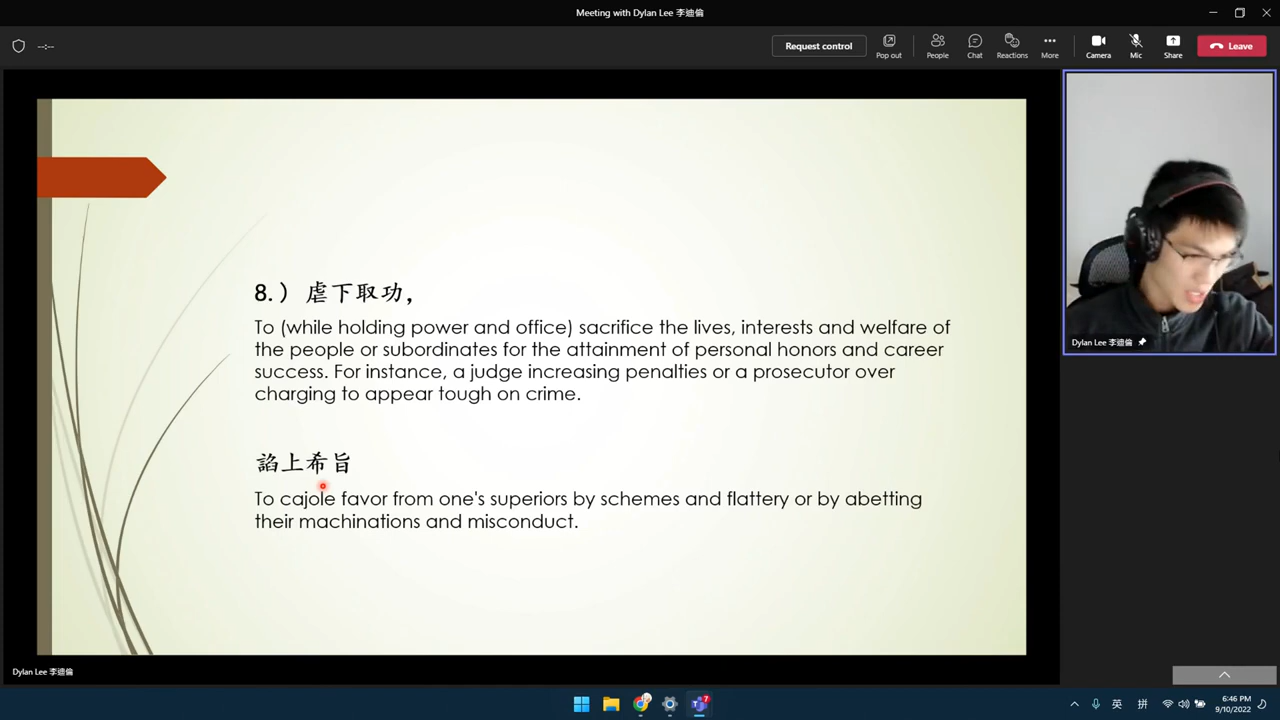 Meeting with Dylan Lee 李迪倫
--:--
Request control
Pop out
People
Chat
Reactions
More
Camera
Mic
Share
Leave
8.）虐下取功，
To (while holding power and office) sacrifice the lives, interests and welfare of
the people or subordinates for the attainment of personal honors and career
success. For instance, a judge increasing penalties or a prosecutor over
charging to appear tough on crime.
諂上希旨
To cajole favor from one's superiors by schemes and flattery or by abetting
their machinations and misconduct.
Dylan Lee 李迪倫
Dylan Lee 李迪倫
7
英
拼
6:46 PM
9/10/2022